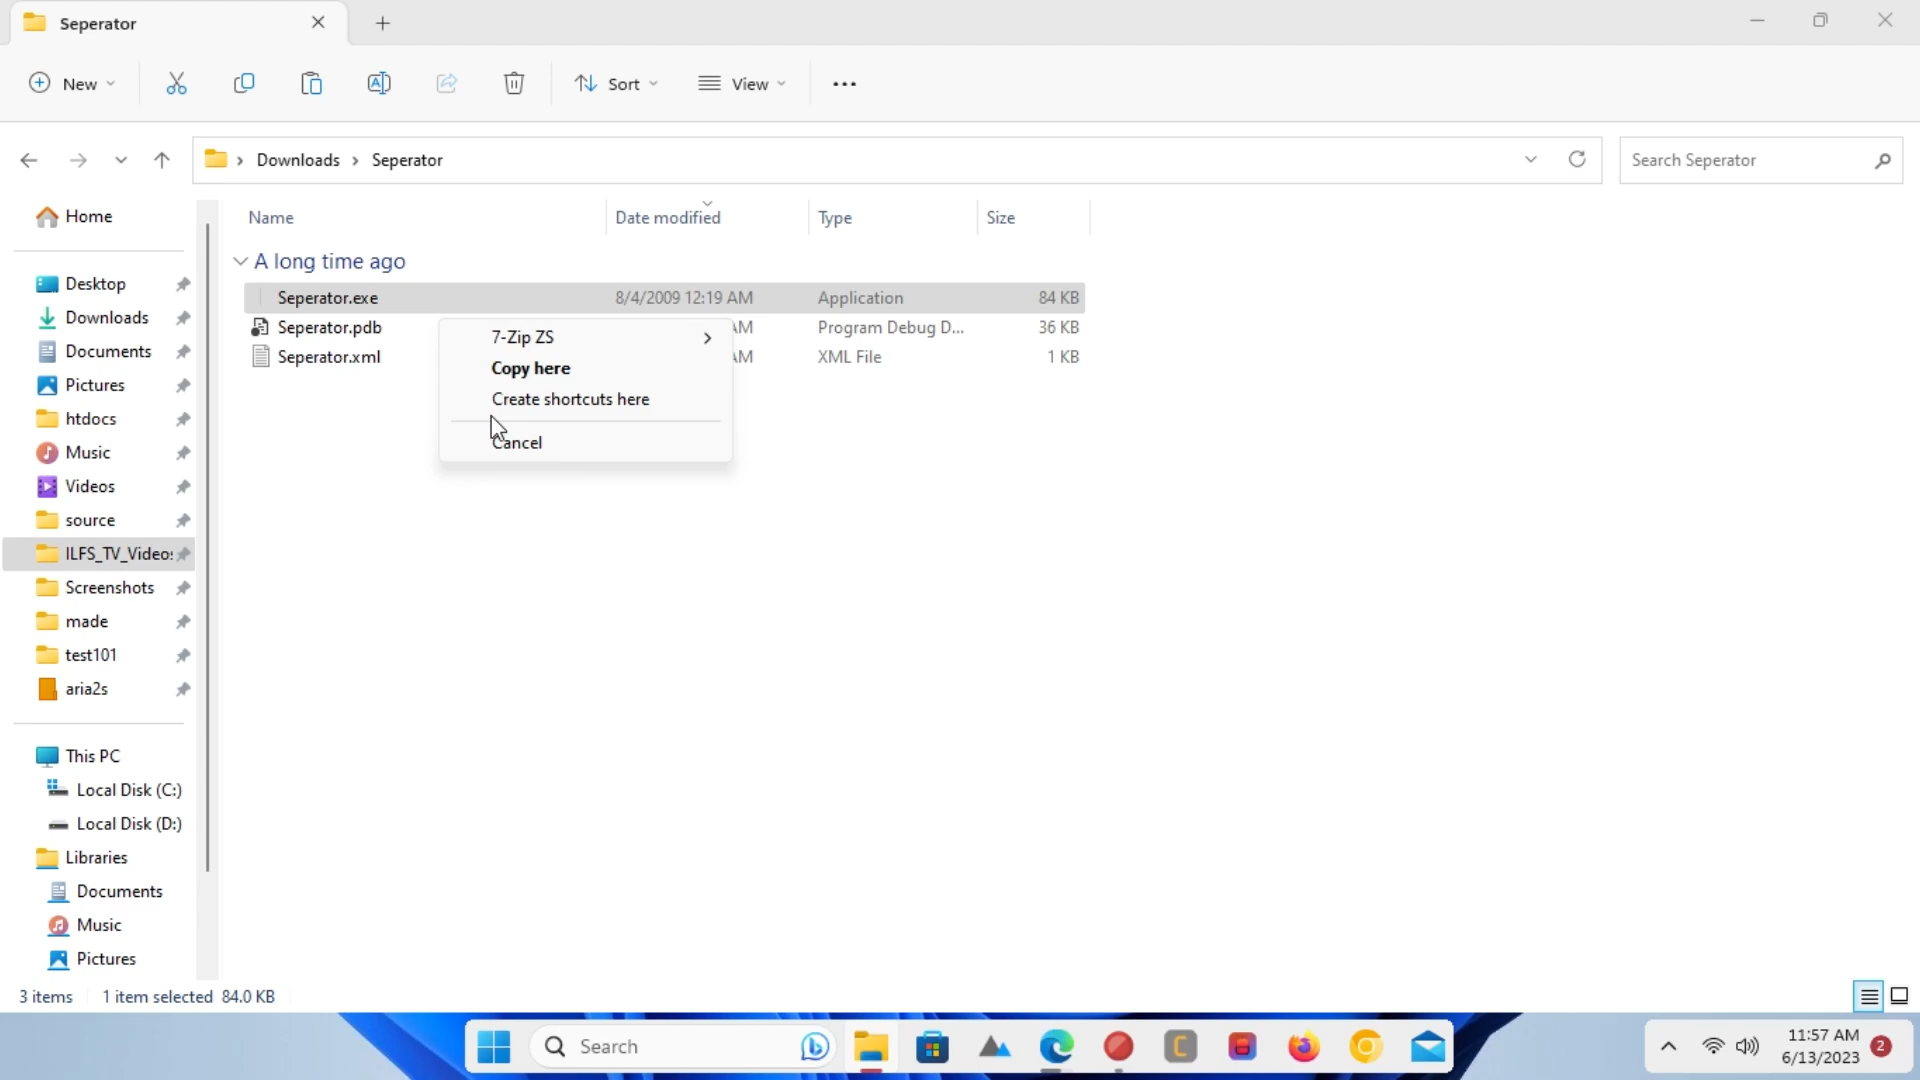 Seperator
New
Sort
View
Downloads
Seperator
Search Seperator
Home
Desktop
Downloads
Documents
Pictures
htdocs
Music
Videos
source
ILFS_TV_Videos
Screenshots
made
test101
aria2s
This PC
Local Disk (C:)
Local Disk (D:)
Libraries
Documents
Music
Pictures
Name Date modified Type Size
A long time ago
Seperator.exe 8/4/2009 12:19 AM Application 84 KB
Seperator.pdb AM Program Debug D... 36 KB
Seperator.xml AM XML File 1 KB
7-Zip ZS
Copy here
Create shortcuts here
Cancel
3 items 1 item selected 84.0 KB
Search
C
11:57 AM
6/13/2023
2